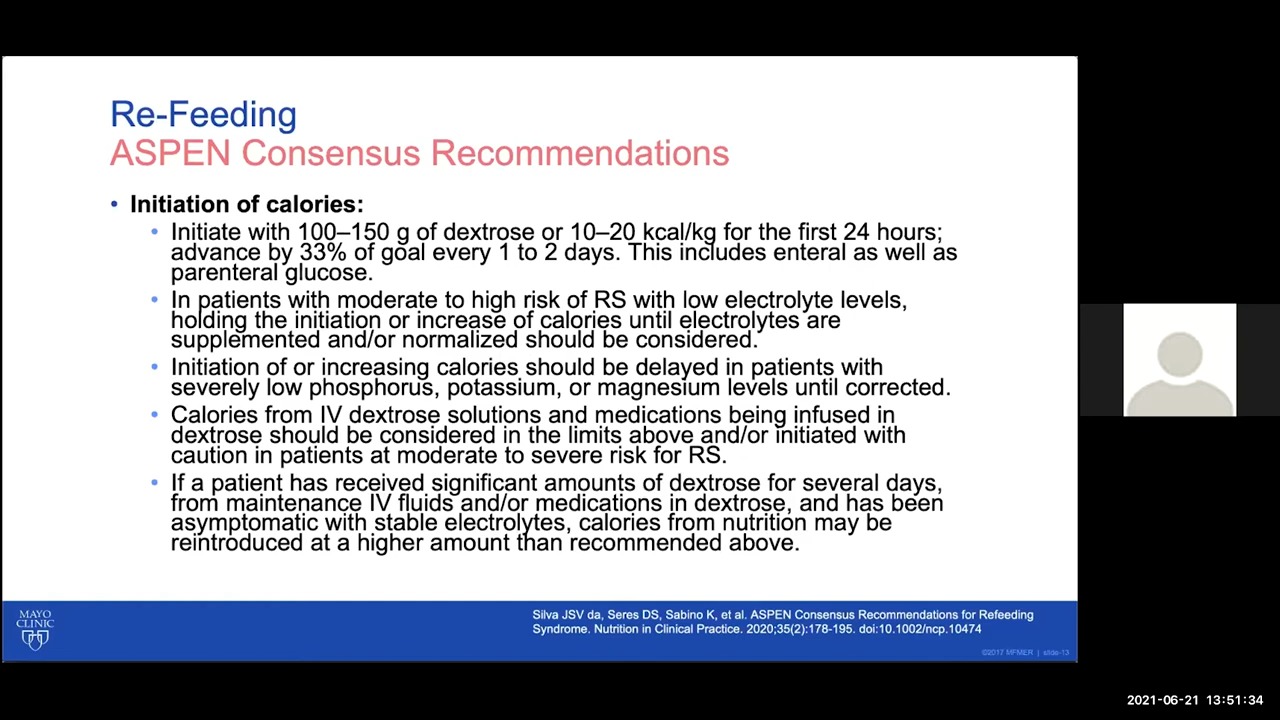 Re-Feeding
ASPEN Consensus Recommendations
• Initiation of calories:
• Initiate with 100–150 g of dextrose or 10–20 kcal/kg for the first 24 hours;
advance by 33% of goal every 1 to 2 days. This includes enteral as well as
parenteral glucose.
• In patients with moderate to high risk of RS with low electrolyte levels,
holding the initiation or increase of calories until electrolytes are
supplemented and/or normalized should be considered.
• Initiation of or increasing calories should be delayed in patients with
severely low phosphorus, potassium, or magnesium levels until corrected.
• Calories from IV dextrose solutions and medications being infused in
dextrose should be considered in the limits above and/or initiated with
caution in patients at moderate to severe risk for RS.
• If a patient has received significant amounts of dextrose for several days,
from maintenance IV fluids and/or medications in dextrose, and has been
asymptomatic with stable electrolytes, calories from nutrition may be
reintroduced at a higher amount than recommended above.
MAYO
CLINIC
Silva JSV da, Seres DS, Sabino K, et al. ASPEN Consensus Recommendations for Refeeding
Syndrome. Nutrition in Clinical Practice. 2020;35(2):178-195. doi:10.1002/ncp.10474
©2017 MFMER | slide-13
2021-06-21 13:51:34